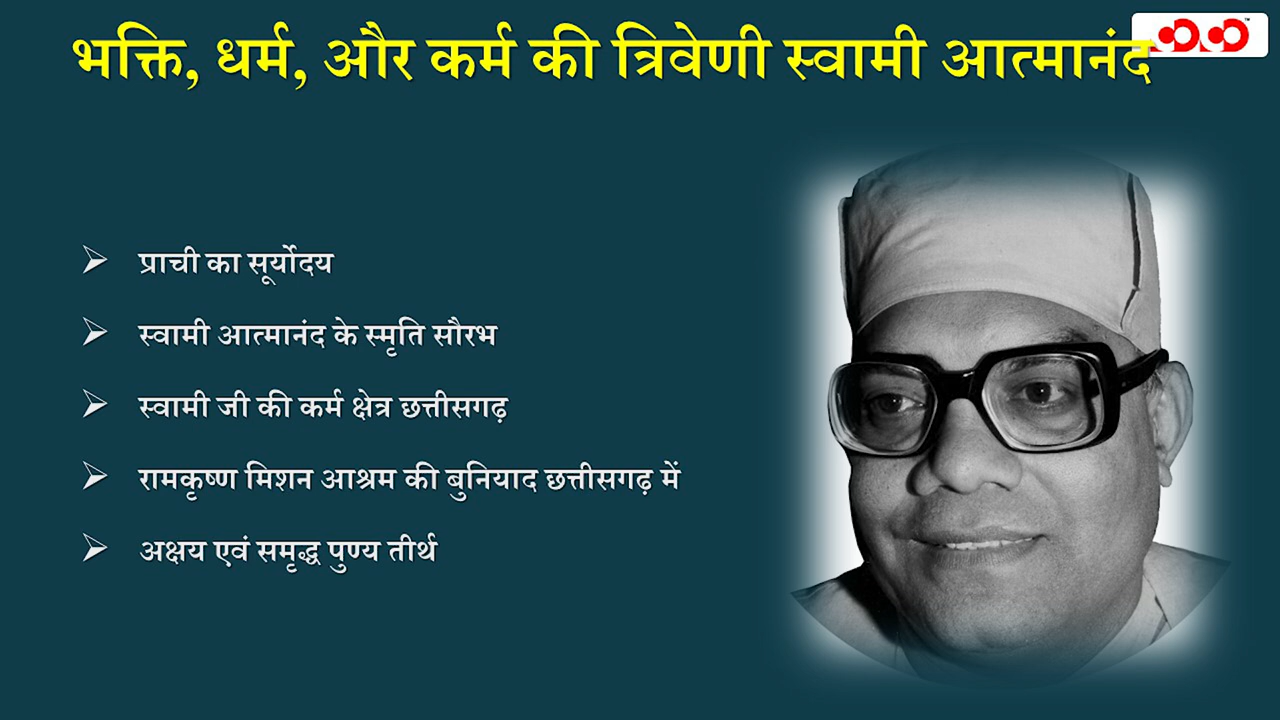 भक्ति, धर्म, और कर्म की त्रिवेणी स्वामी आत्मानंद
प्राची का सूर्योदय
स्वामी आत्मानंद के स्मृति सौरभ
स्वामी जी की कर्म क्षेत्र छत्तीसगढ़
रामकृष्ण मिशन आश्रम की बुनियाद छत्तीसगढ़ में
अक्षय एवं समृद्ध पुण्य तीर्थ